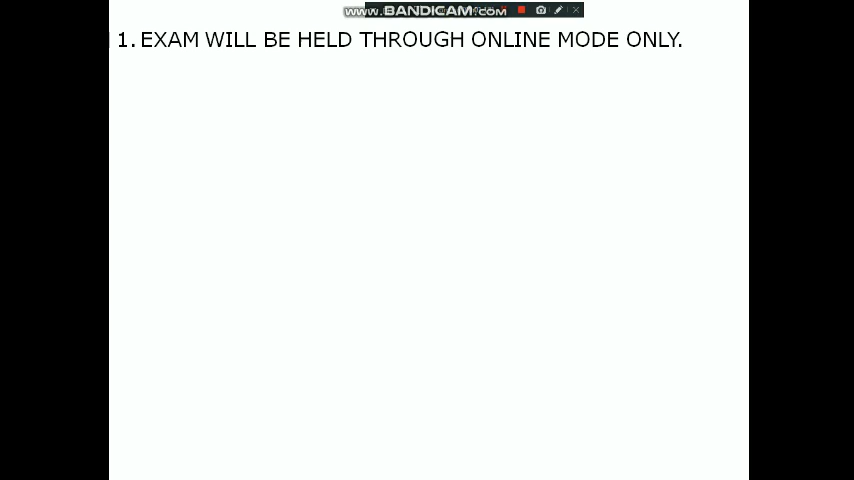 www.BANDICAM.com
1. EXAM WILL BE HELD THROUGH ONLINE MODE ONLY.